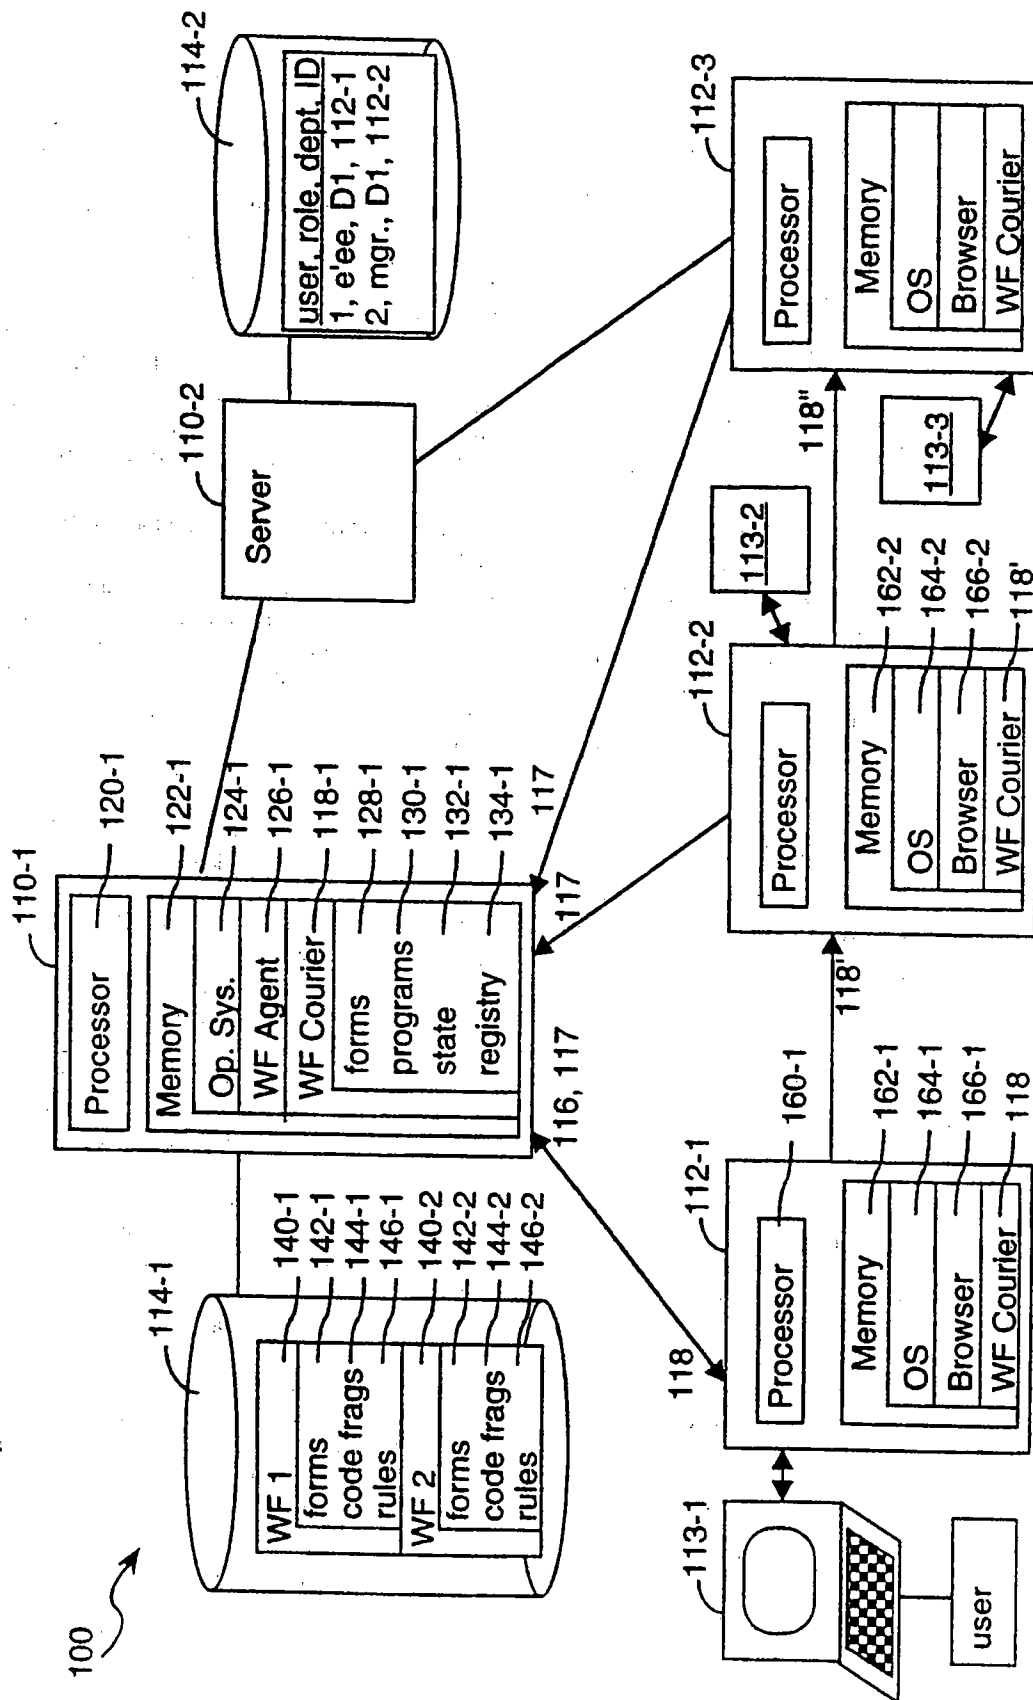 100
114-1
WF 1
forms
code frags
rules
WF 2
forms
code frags
rules
140-1
142-1
144-1
146-1
140-2
142-2
144-2
146-2
110-1
Processor
Memory
Op. Sys.
WF Agent
WF Courier
forms
programs
state
registry
120-1
122-1
124-1
126-1
118-1
128-1
130-1
132-1
134-1
116, 117
117
117
110-2
Server
114-2
user, role, dept, ID
1, e'ee, D1, 112-1
2, mgr., D1, 112-2
113-1
user
118
112-1
Processor
Memory
OS
Browser
WF Courier
160-1
162-1
164-1
166-1
118
118'
112-2
Processor
Memory
OS
Browser
WF Courier
162-2
164-2
166-2
118'
113-2
118"
113-3
112-3
Processor
Memory
OS
Browser
WF Courier